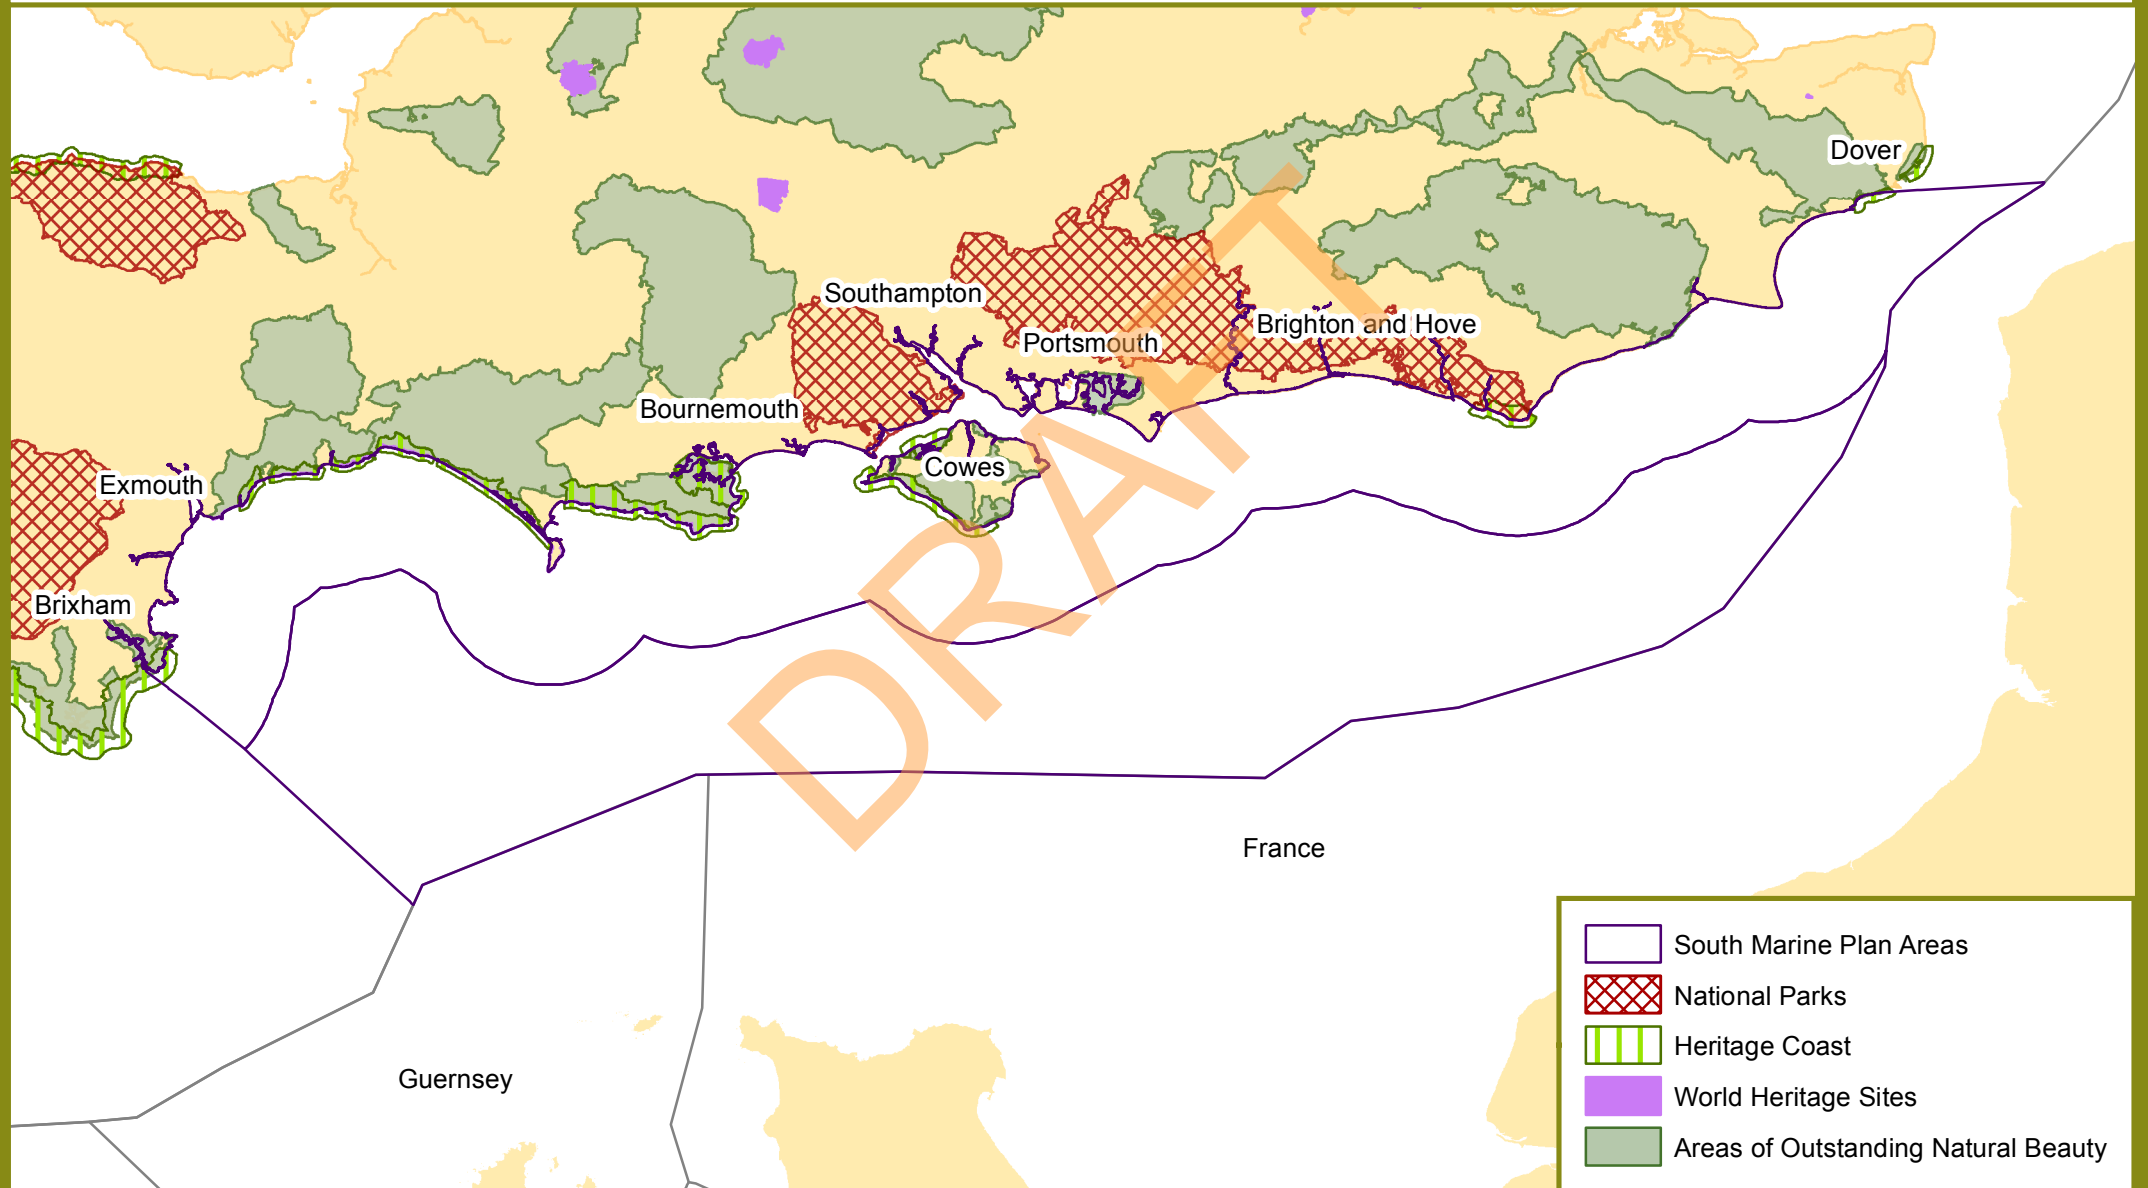 Dover
Southampton
Brighton and Hove
Portsmouth
Bournemouth
Cowes
Exmouth
Brixham
DRAFT
France
Guernsey
South Marine Plan Areas
National Parks
Heritage Coast
World Heritage Sites
Areas of Outstanding Natural Beauty